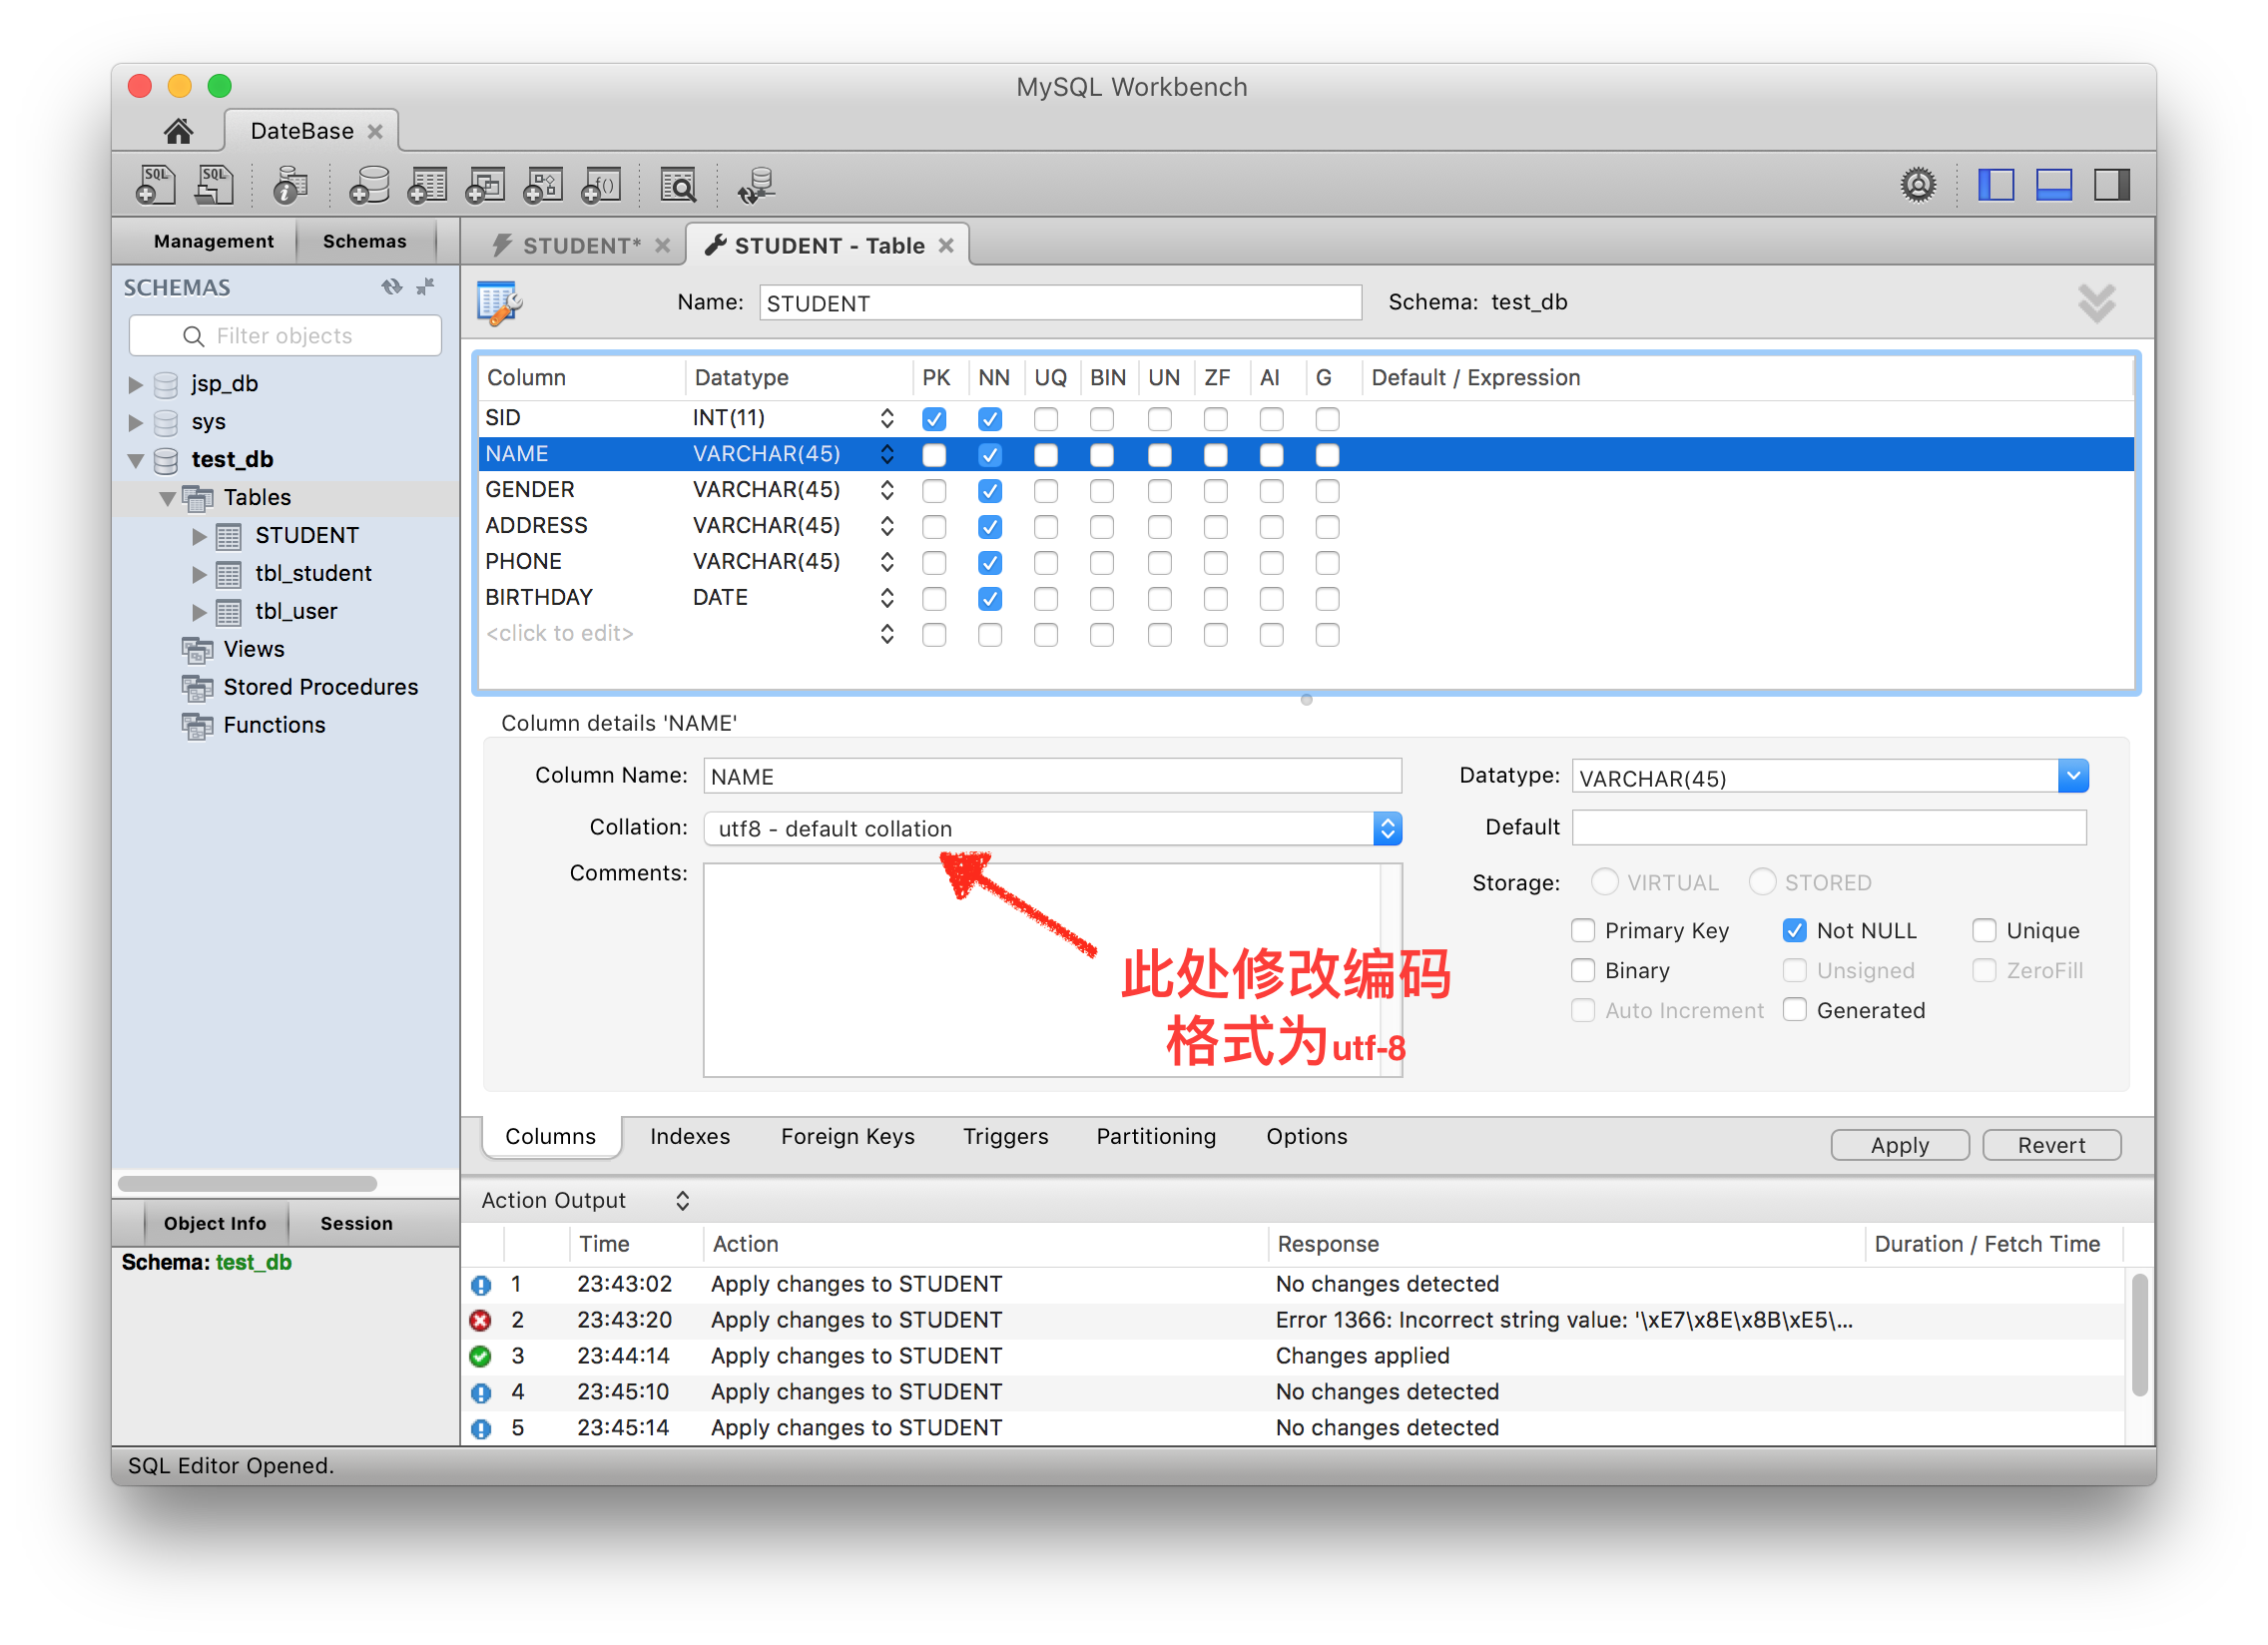 MySQL Workbench
DateBase
SQL SQL
Management Schemas
SCHEMAS
Filter objects
jsp_db
sys
test_db
Tables
STUDENT
tbl_student
tbl_user
Views
Stored Procedures
Functions
STUDENT* STUDENT - Table
Name: STUDENT Schema: test_db
Column Datatype PK NN UQ BIN UN ZF AI G Default / Expression
SID INT(11)
NAME VARCHAR(45)
GENDER VARCHAR(45)
ADDRESS VARCHAR(45)
PHONE VARCHAR(45)
BIRTHDAY DATE
<click to edit>
Column details 'NAME'
Column Name: NAME Datatype: VARCHAR(45)
Collation: utf8 - default collation Default
Comments: Storage: VIRTUAL STORED
Primary Key Not NULL Unique
Binary Unsigned ZeroFill
Auto Increment Generated
此处修改编码
格式为utf-8
Columns Indexes Foreign Keys Triggers Partitioning Options Apply Revert
Object Info Session
Schema: test_db
Action Output
Time Action Response Duration / Fetch Time
1 23:43:02 Apply changes to STUDENT No changes detected
2 23:43:20 Apply changes to STUDENT Error 1366: Incorrect string value: '\xE7\x8E\x8B\xE5\...
3 23:44:14 Apply changes to STUDENT Changes applied
4 23:45:10 Apply changes to STUDENT No changes detected
5 23:45:14 Apply changes to STUDENT No changes detected
SQL Editor Opened.